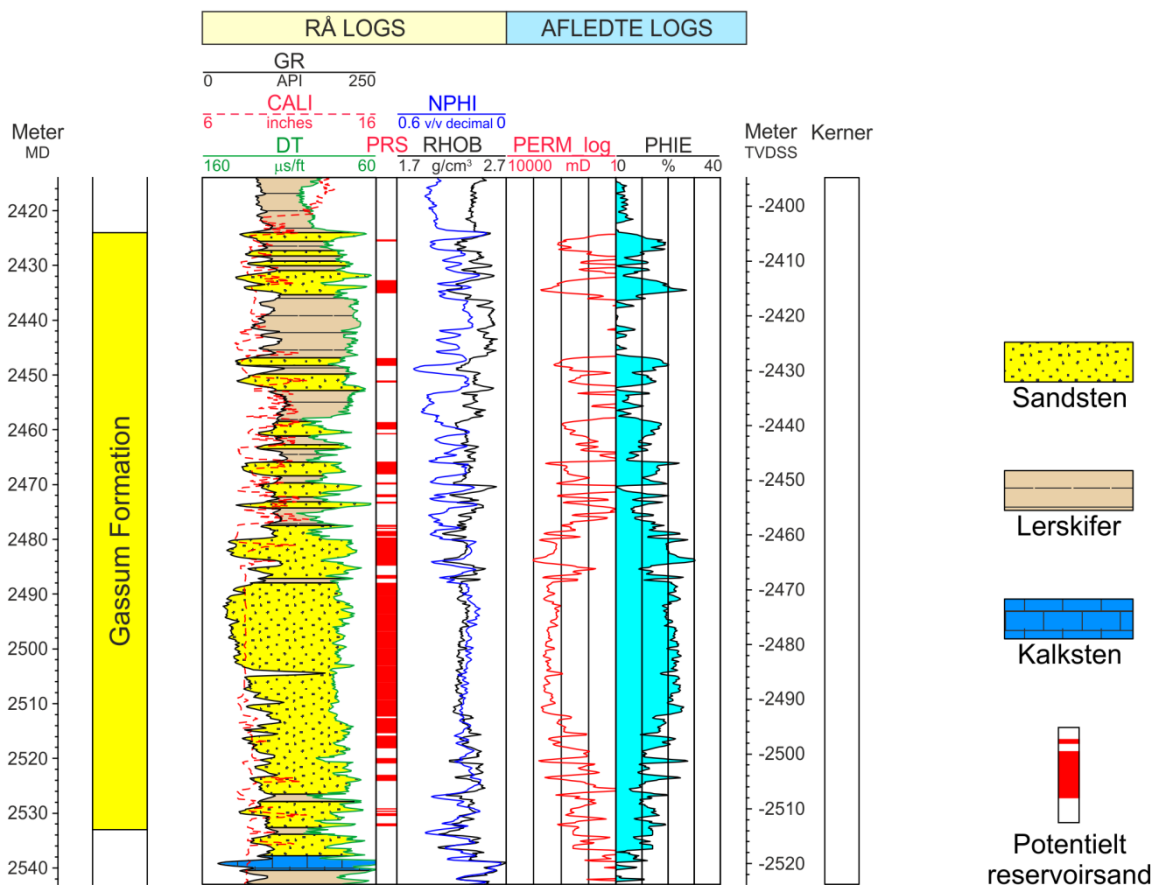 RÅ LOGS AFLEDTE LOGS
GR
0 API 250
CALI NPHI
6 inches 16 0.6 v/v decimal 0
Meter DT PRS RHOB PERM_log PHIE Meter Kerner
MD 160 µs/ft 60 1.7 g/cm³ 2.7 10000 mD 1 0 % 40 TVDSS
2420 -2400
2430 -2410
2440 -2420
2450 -2430
2460 -2440
2470 -2450
2480 -2460
2490 -2470
2500 -2480
2510 -2490
2520 -2500
2530 -2510
2540 -2520
Gassum Formation
Sandsten
Lerskifer
Kalksten
Potentielt
reservoirsand